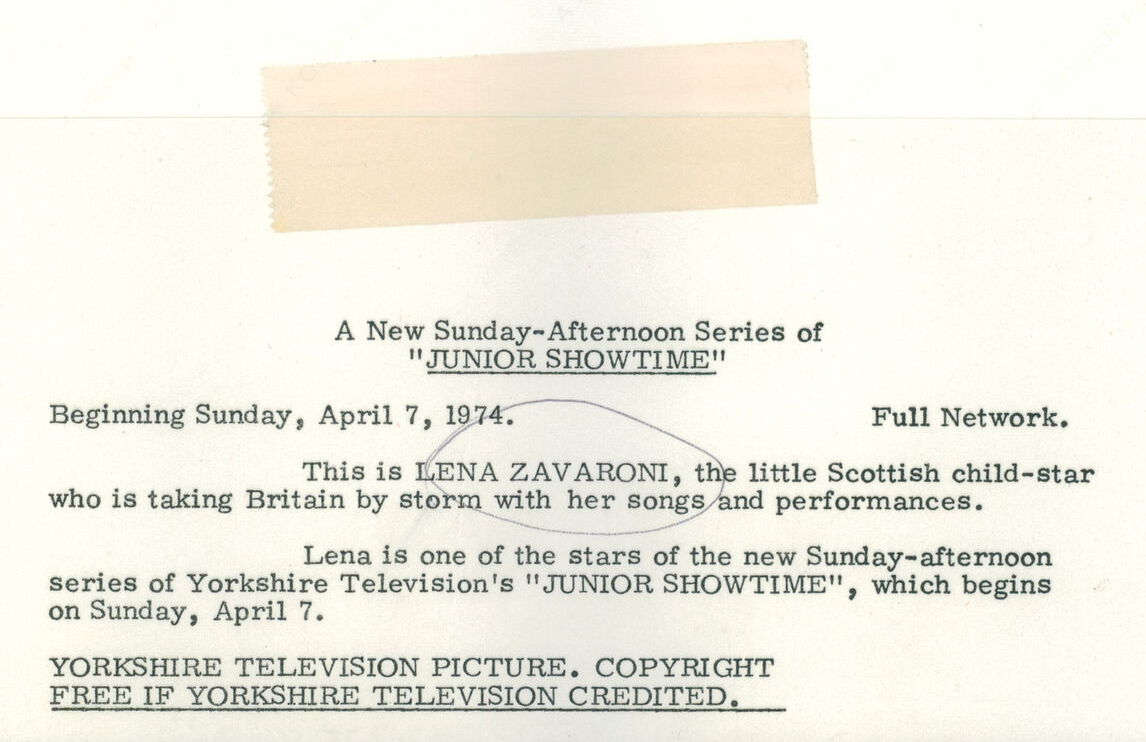 A New Sunday-Afternoon Series of
"JUNIOR SHOWTIME"
Beginning Sunday, April 7, 1974. Full Network.
This is LENA ZAVARONI, the little Scottish child-star
who is taking Britain by storm with her songs and performances.
Lena is one of the stars of the new Sunday-afternoon
series of Yorkshire Television's "JUNIOR SHOWTIME", which begins
on Sunday, April 7.
YORKSHIRE TELEVISION PICTURE. COPYRIGHT
FREE IF YORKSHIRE TELEVISION CREDITED.